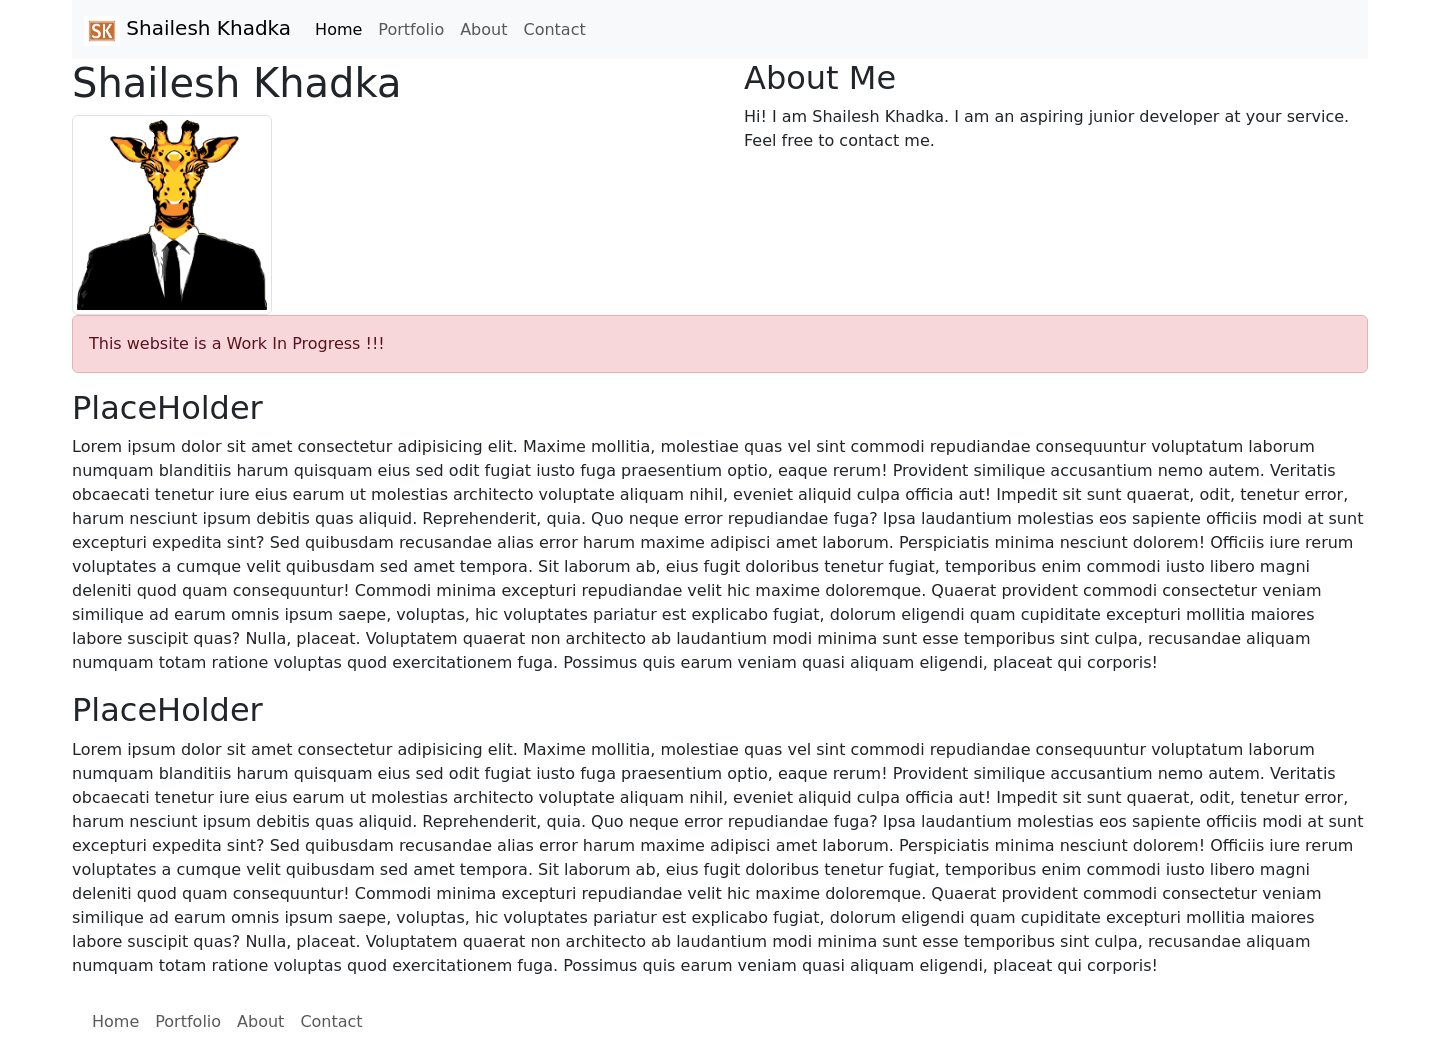 SK Shailesh Khadka Home Portfolio About Contact
Shailesh Khadka
About Me
Hi! I am Shailesh Khadka. I am an aspiring junior developer at your service.
Feel free to contact me.
This website is a Work In Progress !!!
PlaceHolder
Lorem ipsum dolor sit amet consectetur adipisicing elit. Maxime mollitia, molestiae quas vel sint commodi repudiandae consequuntur voluptatum laborum
numquam blanditiis harum quisquam eius sed odit fugiat iusto fuga praesentium optio, eaque rerum! Provident similique accusantium nemo autem. Veritatis
obcaecati tenetur iure eius earum ut molestias architecto voluptate aliquam nihil, eveniet aliquid culpa officia aut! Impedit sit sunt quaerat, odit, tenetur error,
harum nesciunt ipsum debitis quas aliquid. Reprehenderit, quia. Quo neque error repudiandae fuga? Ipsa laudantium molestias eos sapiente officiis modi at sunt
excepturi expedita sint? Sed quibusdam recusandae alias error harum maxime adipisci amet laborum. Perspiciatis minima nesciunt dolorem! Officiis iure rerum
voluptates a cumque velit quibusdam sed amet tempora. Sit laborum ab, eius fugit doloribus tenetur fugiat, temporibus enim commodi iusto libero magni
deleniti quod quam consequuntur! Commodi minima excepturi repudiandae velit hic maxime doloremque. Quaerat provident commodi consectetur veniam
similique ad earum omnis ipsum saepe, voluptas, hic voluptates pariatur est explicabo fugiat, dolorum eligendi quam cupiditate excepturi mollitia maiores
labore suscipit quas? Nulla, placeat. Voluptatem quaerat non architecto ab laudantium modi minima sunt esse temporibus sint culpa, recusandae aliquam
numquam totam ratione voluptas quod exercitationem fuga. Possimus quis earum veniam quasi aliquam eligendi, placeat qui corporis!
PlaceHolder
Lorem ipsum dolor sit amet consectetur adipisicing elit. Maxime mollitia, molestiae quas vel sint commodi repudiandae consequuntur voluptatum laborum
numquam blanditiis harum quisquam eius sed odit fugiat iusto fuga praesentium optio, eaque rerum! Provident similique accusantium nemo autem. Veritatis
obcaecati tenetur iure eius earum ut molestias architecto voluptate aliquam nihil, eveniet aliquid culpa officia aut! Impedit sit sunt quaerat, odit, tenetur error,
harum nesciunt ipsum debitis quas aliquid. Reprehenderit, quia. Quo neque error repudiandae fuga? Ipsa laudantium molestias eos sapiente officiis modi at sunt
excepturi expedita sint? Sed quibusdam recusandae alias error harum maxime adipisci amet laborum. Perspiciatis minima nesciunt dolorem! Officiis iure rerum
voluptates a cumque velit quibusdam sed amet tempora. Sit laborum ab, eius fugit doloribus tenetur fugiat, temporibus enim commodi iusto libero magni
deleniti quod quam consequuntur! Commodi minima excepturi repudiandae velit hic maxime doloremque. Quaerat provident commodi consectetur veniam
similique ad earum omnis ipsum saepe, voluptas, hic voluptates pariatur est explicabo fugiat, dolorum eligendi quam cupiditate excepturi mollitia maiores
labore suscipit quas? Nulla, placeat. Voluptatem quaerat non architecto ab laudantium modi minima sunt esse temporibus sint culpa, recusandae aliquam
numquam totam ratione voluptas quod exercitationem fuga. Possimus quis earum veniam quasi aliquam eligendi, placeat qui corporis!
Home Portfolio About Contact